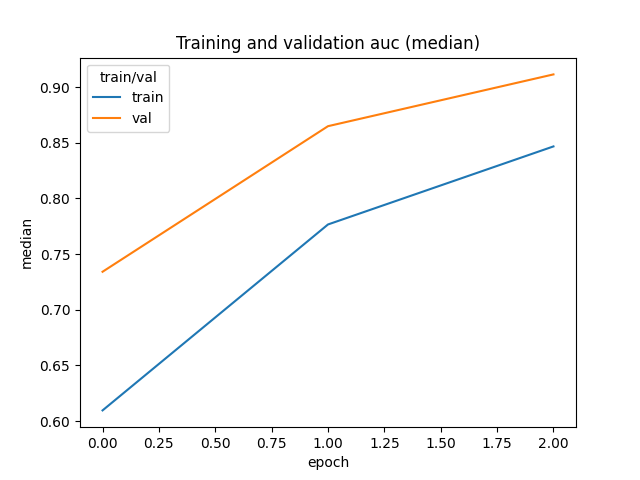 Training and validation auc (median)
train/val
train
val
0.90
0.85
0.80
0.75
0.70
0.65
0.60
median
0.00 0.25 0.50 0.75 1.00 1.25 1.50 1.75 2.00
epoch